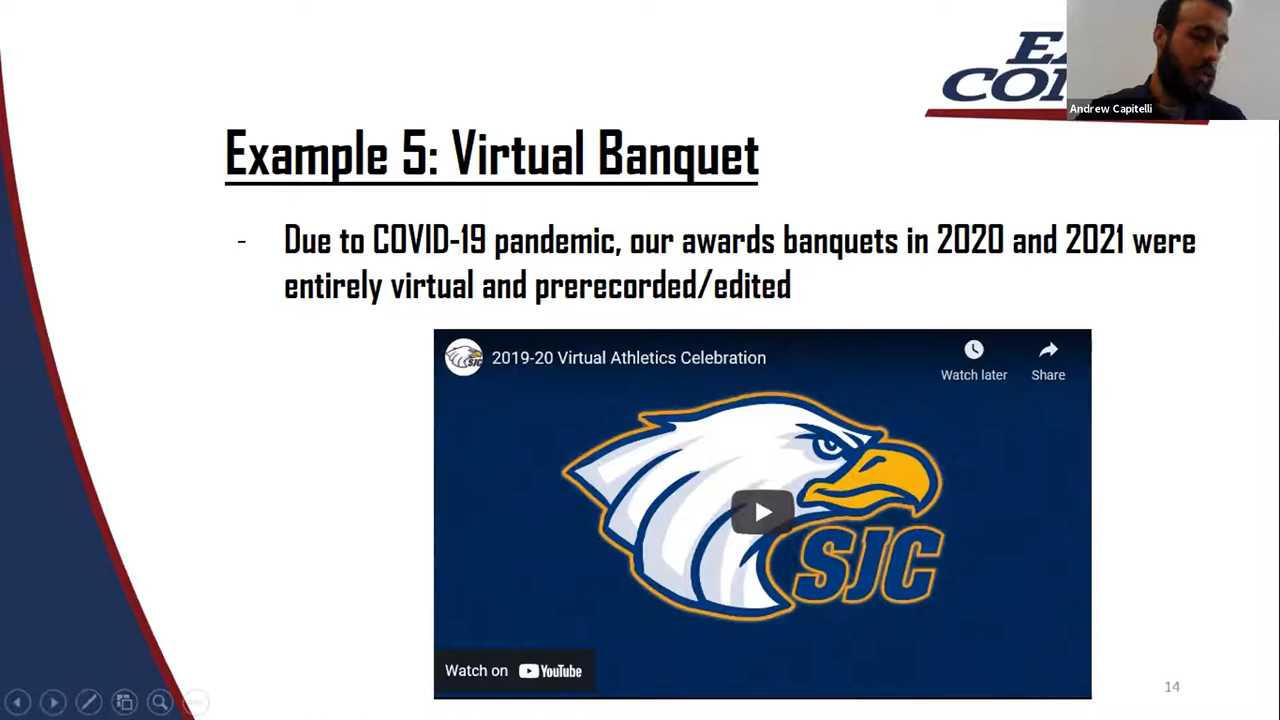 Andrew Capitelli
Example 5: Virtual Banquet
- Due to COVID-19 pandemic, our awards banquets in 2020 and 2021 were
entirely virtual and prerecorded/edited
SJC
2019-20 Virtual Athletics Celebration
Watch later
Share
SJC
Watch on YouTube
14